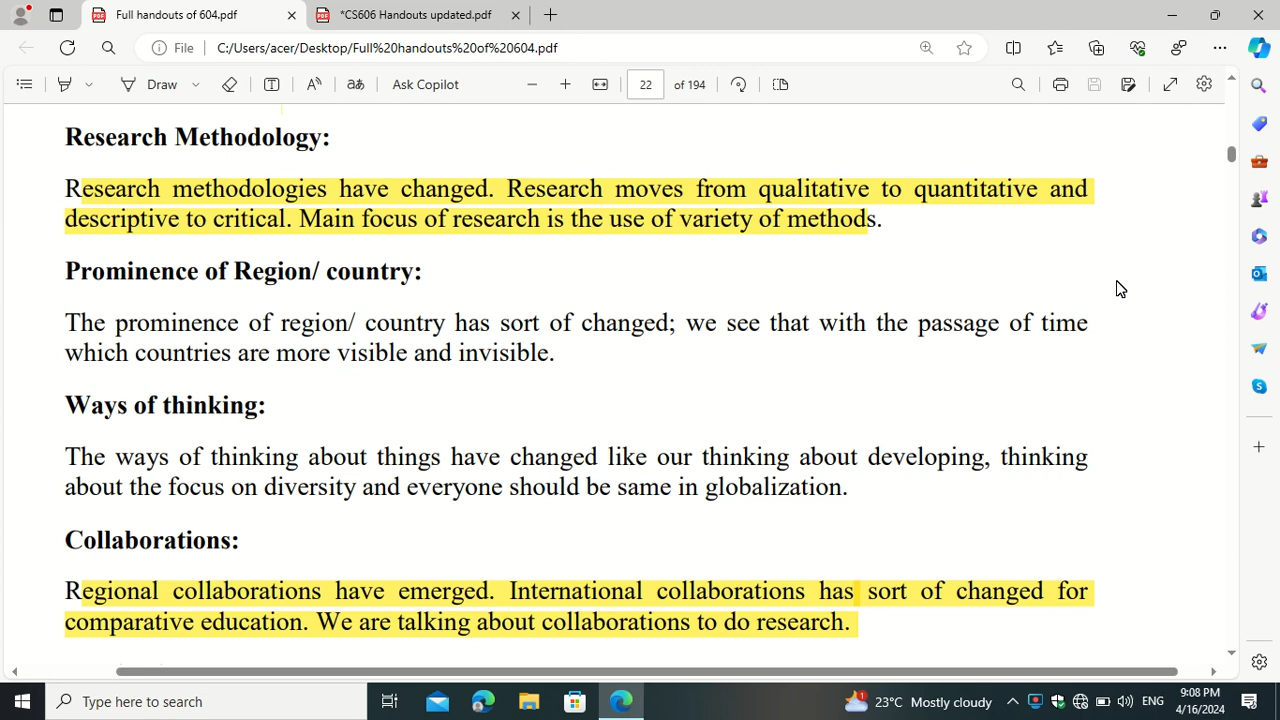 Full handouts of 604.pdf
*CS606 Handouts updated.pdf
File
C:/Users/acer/Desktop/Full%20handouts%20of%20604.pdf
Draw
aあ
Ask Copilot
22
of 194
Research Methodology:
Research methodologies have changed. Research moves from qualitative to quantitative and
descriptive to critical. Main focus of research is the use of variety of methods.
Prominence of Region/ country:
The prominence of region/ country has sort of changed; we see that with the passage of time
which countries are more visible and invisible.
Ways of thinking:
The ways of thinking about things have changed like our thinking about developing, thinking
about the focus on diversity and everyone should be same in globalization.
Collaborations:
Regional collaborations have emerged. International collaborations has sort of changed for
comparative education. We are talking about collaborations to do research.
Type here to search
1
23°C Mostly cloudy
ENG
9:08 PM
4/16/2024